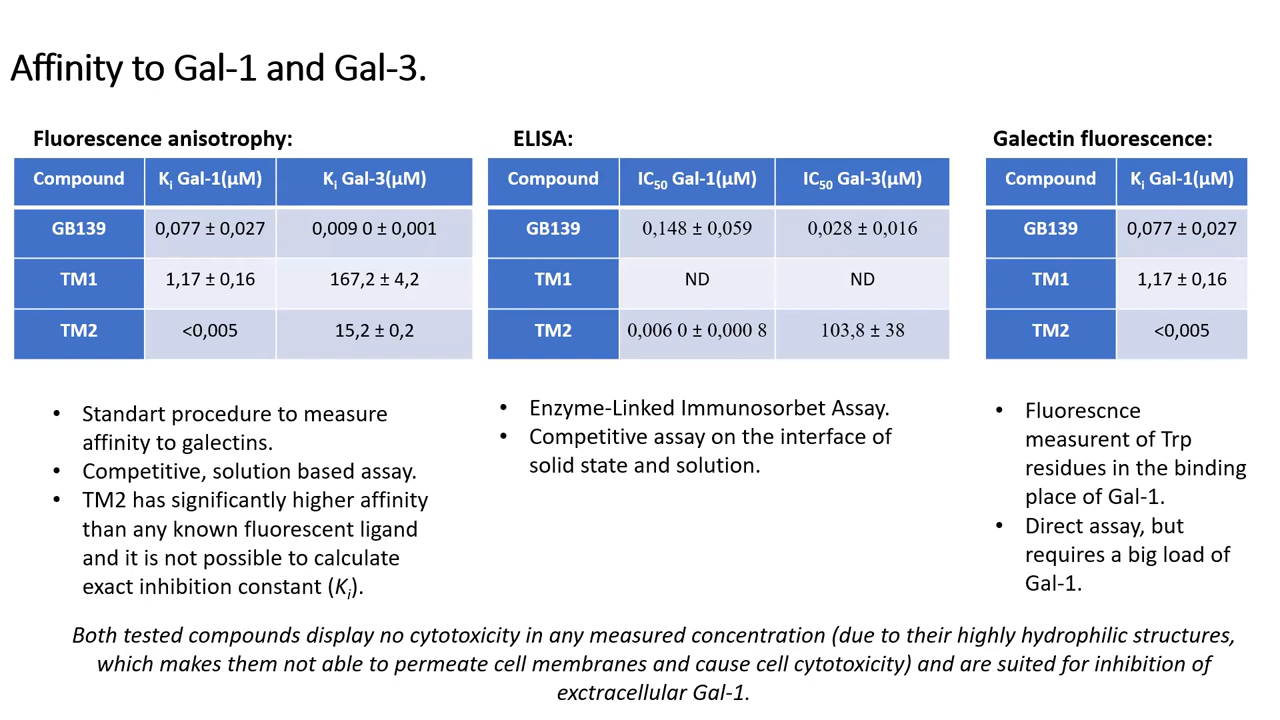 Affinity to Gal-1 and Gal-3.
Fluorescence anisotropy:
Compound Ki Gal-1(µM) Ki Gal-3(µM)
GB139 0,077 ± 0,027 0,009 0 ± 0,001
TM1 1,17 ± 0,16 167,2 ± 4,2
TM2 <0,005 15,2 ± 0,2
• Standart procedure to measure
affinity to galectins.
• Competitive, solution based assay.
• TM2 has significantly higher affinity
than any known fluorescent ligand
and it is not possible to calculate
exact inhibition constant (Ki).
ELISA:
Compound IC50 Gal-1(µM) IC50 Gal-3(µM)
GB139 0,148 ± 0,059 0,028 ± 0,016
TM1 ND ND
TM2 0,006 0 ± 0,000 8 103,8 ± 38
• Enzyme-Linked Immunosorbet Assay.
• Competitive assay on the interface of
solid state and solution.
Galectin fluorescence:
Compound Ki Gal-1(µM)
GB139 0,077 ± 0,027
TM1 1,17 ± 0,16
TM2 <0,005
• Fluorescnce
measurent of Trp
residues in the binding
place of Gal-1.
• Direct assay, but
requires a big load of
Gal-1.
Both tested compounds display no cytotoxicity in any measured concentration (due to their highly hydrophilic structures,
which makes them not able to permeate cell membranes and cause cell cytotoxicity) and are suited for inhibition of
exctracellular Gal-1.